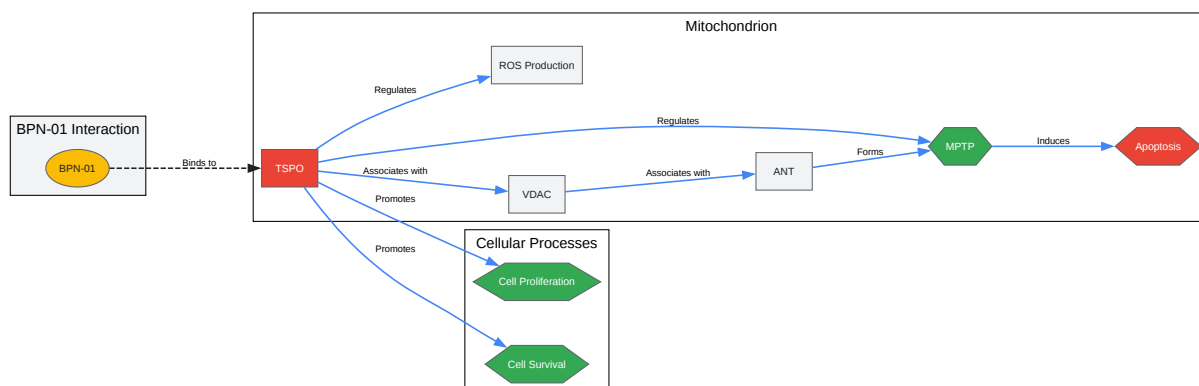 Mitochondrion
ROS Production
Regulates
BPN-01 Interaction
BPN-01
Binds to
TSPO
Regulates
MPTP
Induces
Apoptosis
Forms
ANT
Associates with
VDAC
Associates with
Promotes
Cellular Processes
Promotes
Cell Proliferation
Cell Survival